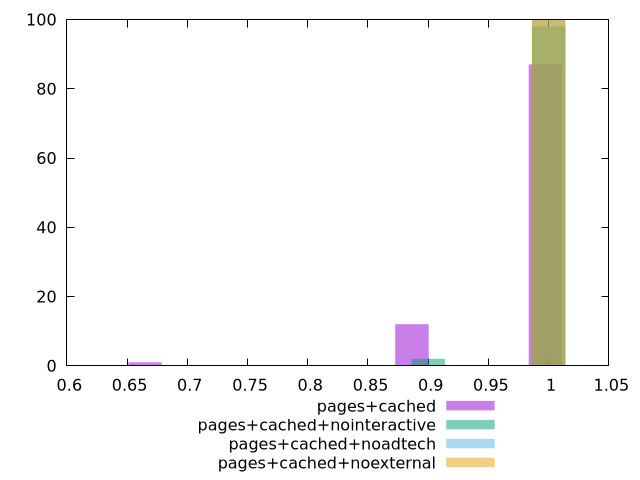 100
80
60
40
20
0
0.6 0.65 0.7 0.75 0.8 0.85 0.9 0.95 1 1.05
pages+cached
pages+cached+nointeractive
pages+cached+noadtech
pages+cached+noexternal